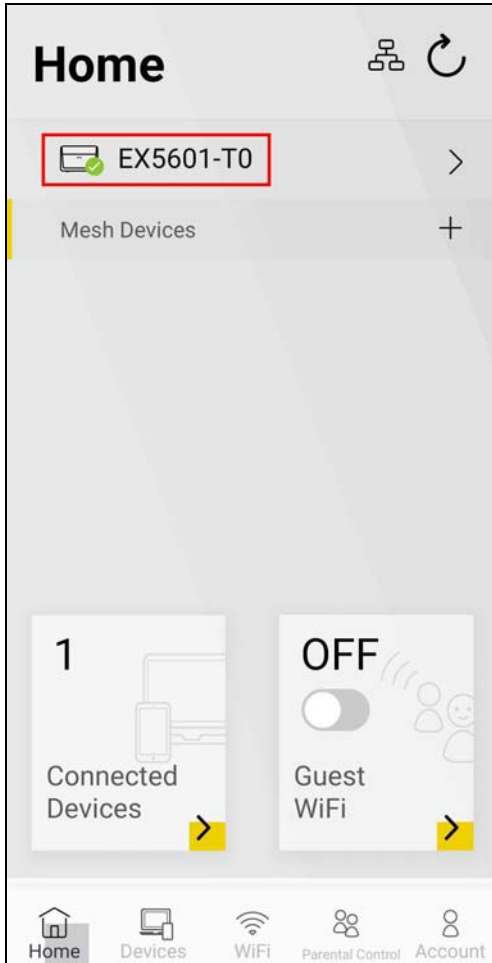 Home
EX5601-T0
Mesh Devices
1
Connected
Devices
OFF
Guest
WiFi
Home
Devices
WiFi
Parental Control
Account